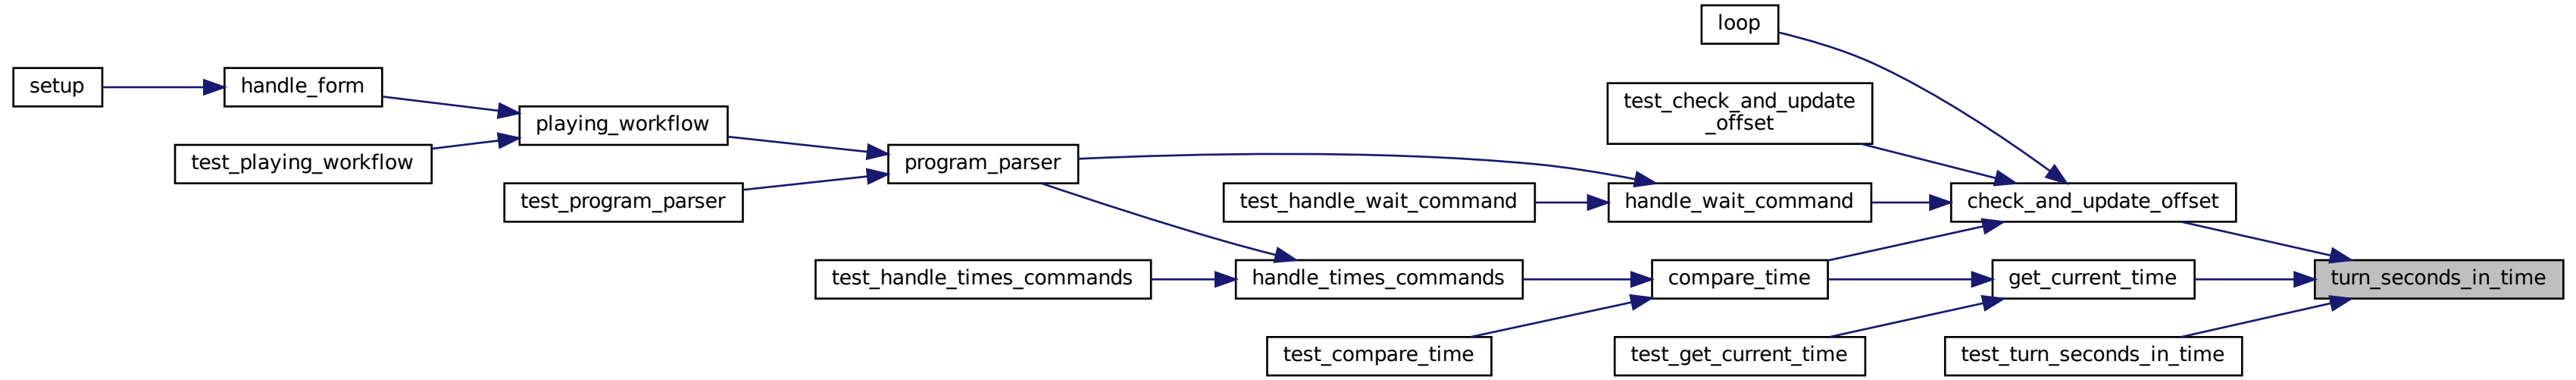 loop
setup
handle_form
test_check_and_update
_offset
playing_workflow
test_playing_workflow
program_parser
test_program_parser
test_handle_wait_command
handle_wait_command
check_and_update_offset
test_handle_times_commands
handle_times_commands
compare_time
get_current_time
turn_seconds_in_time
test_compare_time
test_get_current_time
test_turn_seconds_in_time